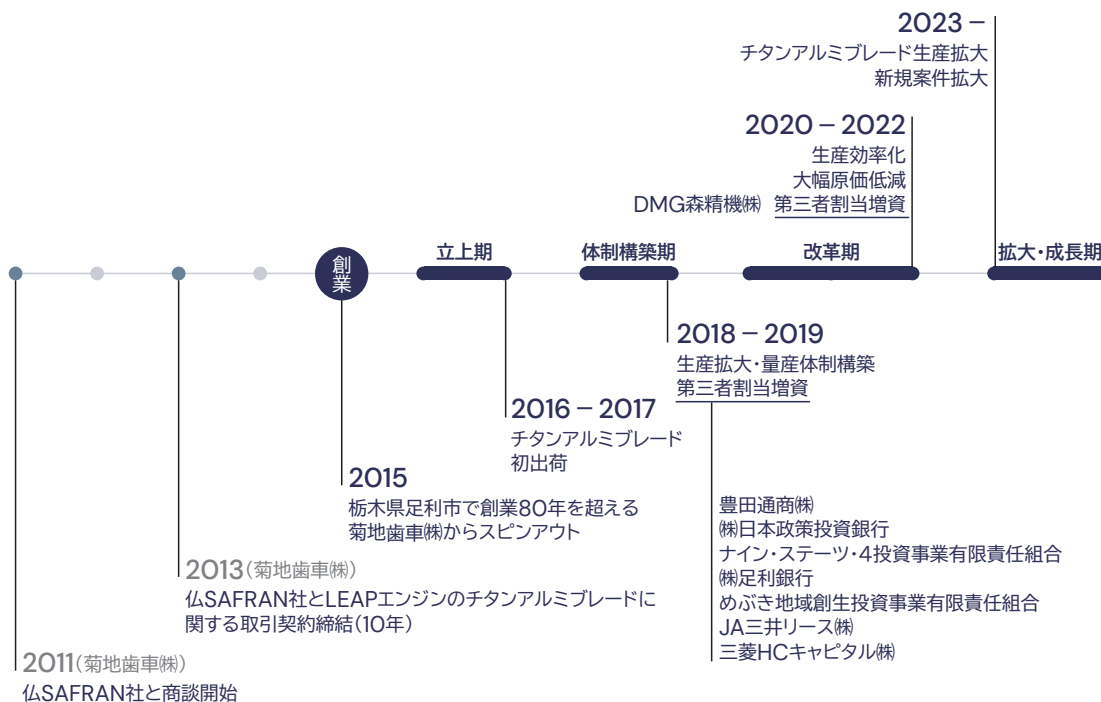 2023 –
チタンアルミブレード生産拡大
新規案件拡大
2020 – 2022
生産効率化
大幅原価低減
DMG森精機㈱ 第三者割当増資
創業
立上期
体制構築期
改革期
拡大・成長期
2018 – 2019
生産拡大・量産体制構築
第三者割当増資
豊田通商㈱
㈱日本政策投資銀行
ナイン・ステーツ・4投資事業有限責任組合
㈱足利銀行
めぶき地域創生投資事業有限責任組合
JA三井リース㈱
三菱HCキャピタル㈱
2016 – 2017
チタンアルミブレード
初出荷
2015
栃木県足利市で創業80年を超える
菊地歯車㈱からスピンアウト
2013(菊地歯車㈱)
仏SAFRAN社とLEAPエンジンのチタンアルミブレードに
関する取引契約締結(10年)
2011(菊地歯車㈱)
仏SAFRAN社と商談開始